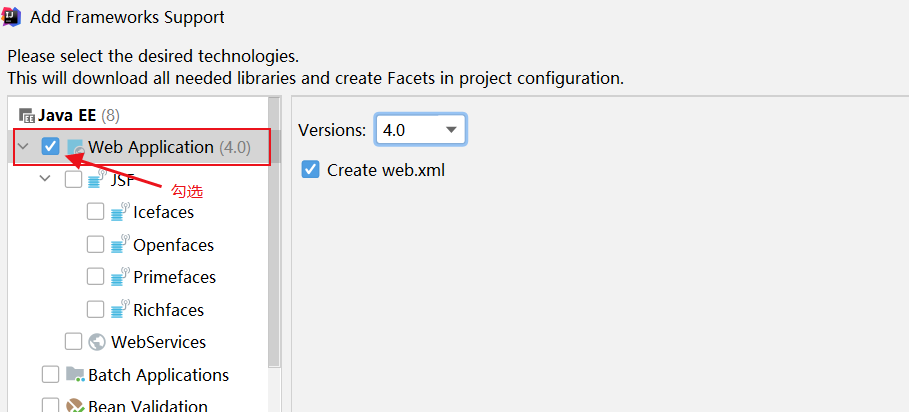 Add Frameworks Support
Please select the desired technologies.
This will download all needed libraries and create Facets in project configuration.
Java EE (8)
Web Application (4.0)
JSF
勾选
Icefaces
Openfaces
Primefaces
Richfaces
WebServices
Batch Applications
Bean Validation
Versions: 4.0
Create web.xml